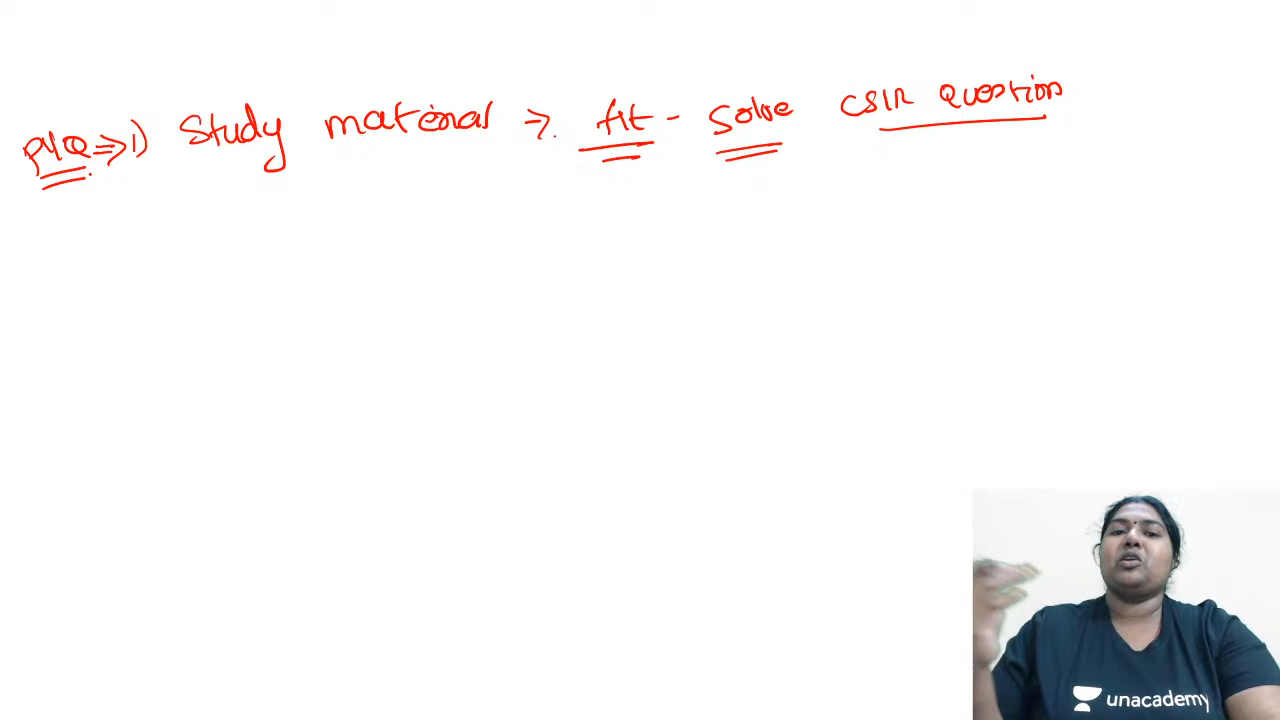 PYQ => 1) Study material => fit - Solve CSIR Question
unacademy